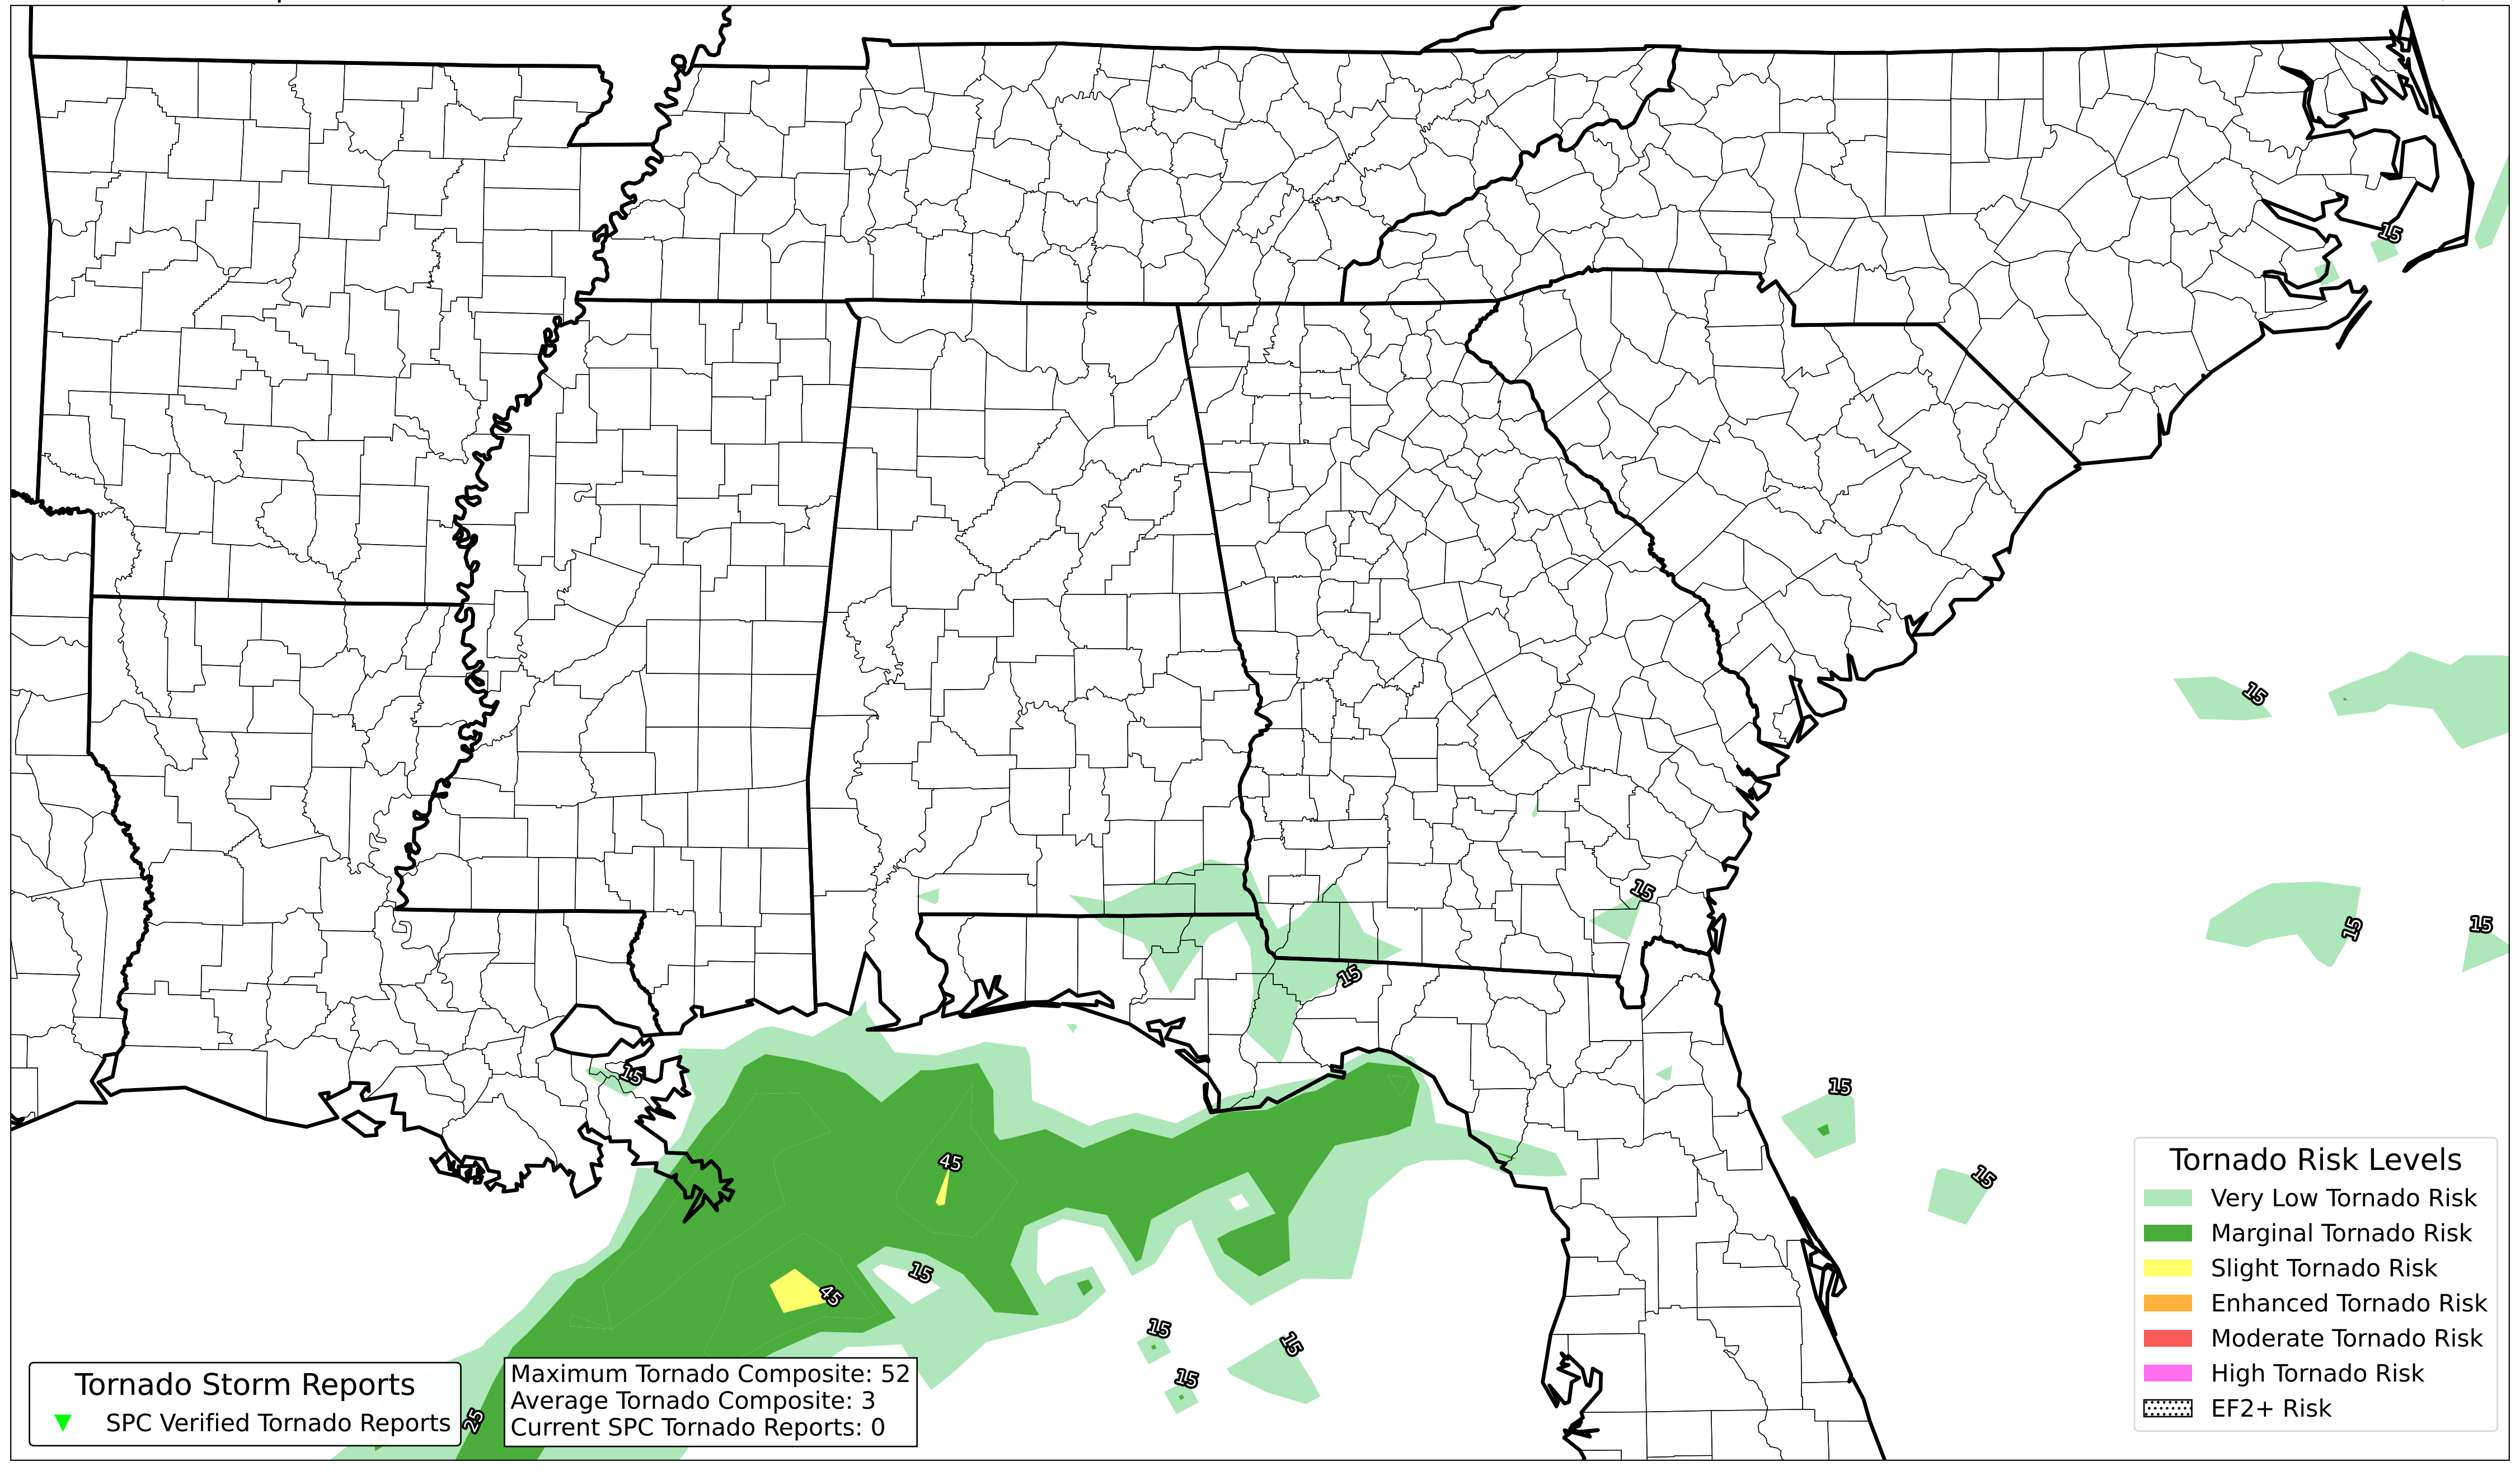 15
15
15
15
15
15
15
15
15
15
45
45
15
15
15
15
25
Tornado Risk Levels
Very Low Tornado Risk
Marginal Tornado Risk
Slight Tornado Risk
Enhanced Tornado Risk
Moderate Tornado Risk
High Tornado Risk
EF2+ Risk
Tornado Storm Reports
SPC Verified Tornado Reports
Maximum Tornado Composite: 52
Average Tornado Composite: 3
Current SPC Tornado Reports: 0